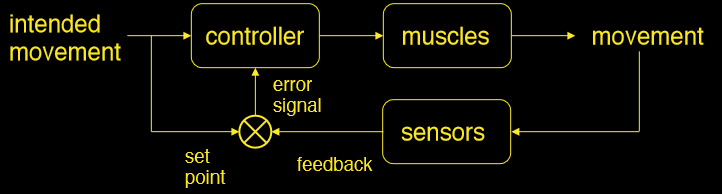 intended
movement
controller
muscles
movement
error
signal
sensors
set
point
feedback